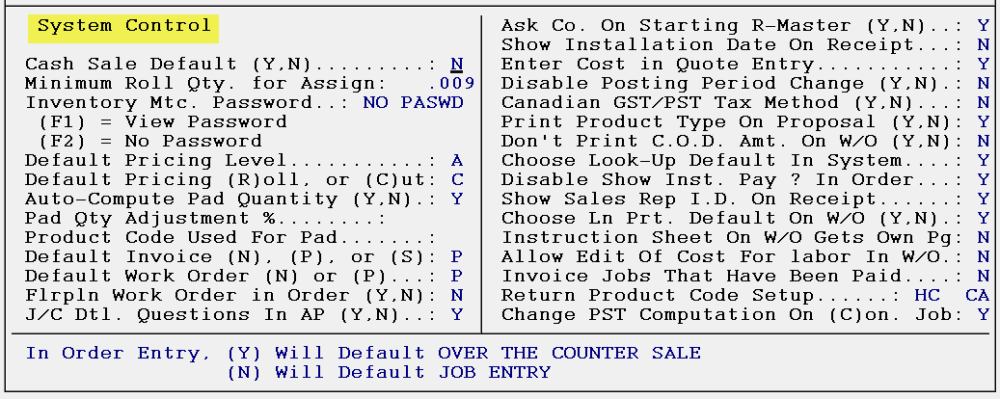 System Control
Cash Sale Default (Y,N).........: N
Minimum Roll Qty. for Assign: .009
Inventory Mtc. Password..: NO PASWD
(F1) = View Password
(F2) = No Password
Default Pricing Level...........: A
Default Pricing (R)oll, or (C)ut: C
Auto-Compute Pad Quantity (Y,N).: Y
Pad Qty Adjustment %........:
Product Code Used For Pad.......:
Default Invoice (N), (P), or (S): P
Default Work Order (N) or (P)...: P
Flrpln Work Order in Order (Y,N): N
J/C Dtl. Questions In AP (Y,N)..: Y
Ask Co. On Starting R-Master (Y,N)..: Y
Show Installation Date On Receipt...: N
Enter Cost in Quote Entry...........: Y
Disable Posting Period Change (Y,N).: N
Canadian GST/PST Tax Method (Y,N)...: N
Print Product Type On Proposal (Y,N): Y
Don't Print C.O.D. Amt. On W/O (Y,N): N
Choose Look-Up Default In System....: Y
Disable Show Inst. Pay ? In Order...: Y
Show Sales Rep I.D. On Receipt......: Y
Choose Ln Prt. Default On W/O (Y,N).: Y
Instruction Sheet On W/O Gets Own Pg: N
Allow Edit Of Cost For labor In W/O.: N
Invoice Jobs That Have Been Paid....: N
Return Product Code Setup.......: HC CA
Change PST Computation On (C)on. Job: Y
In Order Entry, (Y) Will Default OVER THE COUNTER SALE
(N) Will Default JOB ENTRY